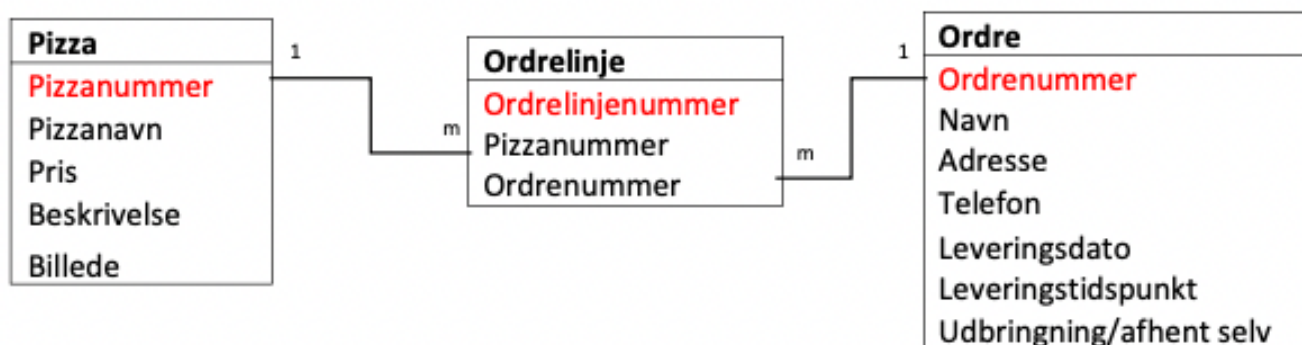 Pizza
Pizzanummer
Pizzanavn
Pris
Beskrivelse
Billede
1
m
Ordrelinje
Ordrelinjenummer
Pizzanummer
Ordrenummer
m
1
Ordre
Ordrenummer
Navn
Adresse
Telefon
Leveringsdato
Leveringstidspunkt
Udbringning/afhent selv